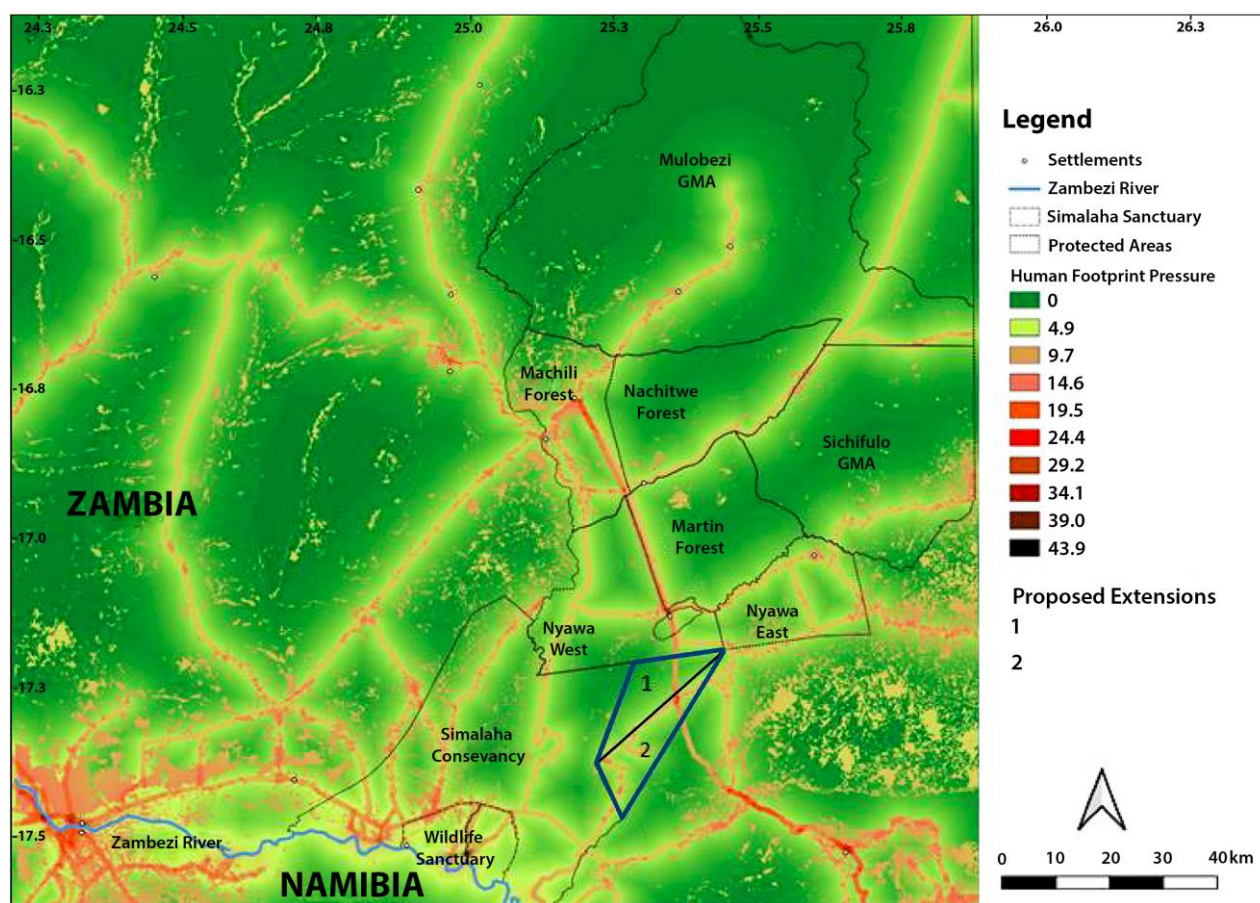 24.3 24.5 24.8 25.0 25.3 25.5 25.8 26.0 26.3
-16.3
-16.5
-16.8
-17.0
-17.3
-17.5
Mulobezi
GMA
Machili
Forest
Nachitwe
Forest
Sichifulo
GMA
ZAMBIA
Martin
Forest
Nyawa
West
Nyawa
East
1
2
Simalaha
Consevancy
Zambezi River
Wildlife
Sanctuary
NAMIBIA
Legend
Settlements
Zambezi River
Simalaha Sanctuary
Protected Areas
Human Footprint Pressure
0
4.9
9.7
14.6
19.5
24.4
29.2
34.1
39.0
43.9
Proposed Extensions
1
2
0 10 20 30 40 km